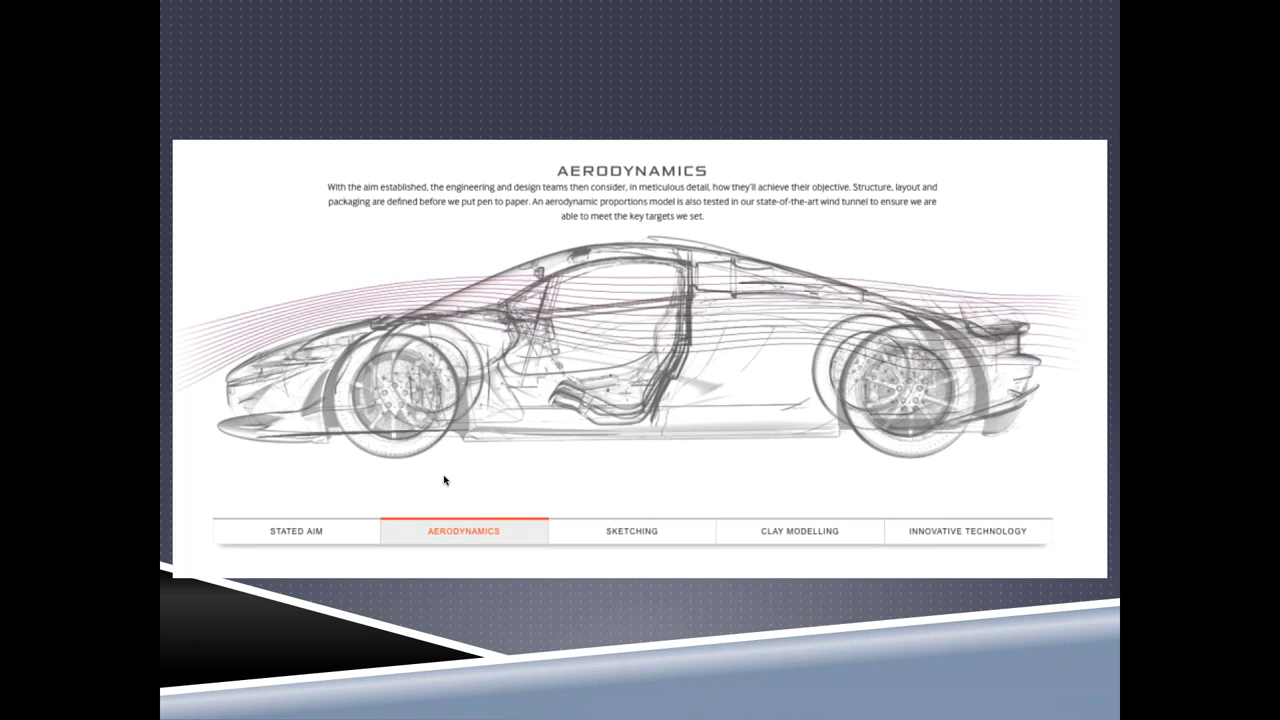 AERODYNAMICS
With the aim established, the engineering and design teams then consider, in meticulous detail, how they'll achieve their objective. Structure, layout and
packaging are defined before we put pen to paper. An aerodynamic proportions model is also tested in our state-of-the-art wind tunnel to ensure we are
able to meet the key targets we set.
STATED AIM
AERODYNAMICS
SKETCHING
CLAY MODELLING
INNOVATIVE TECHNOLOGY